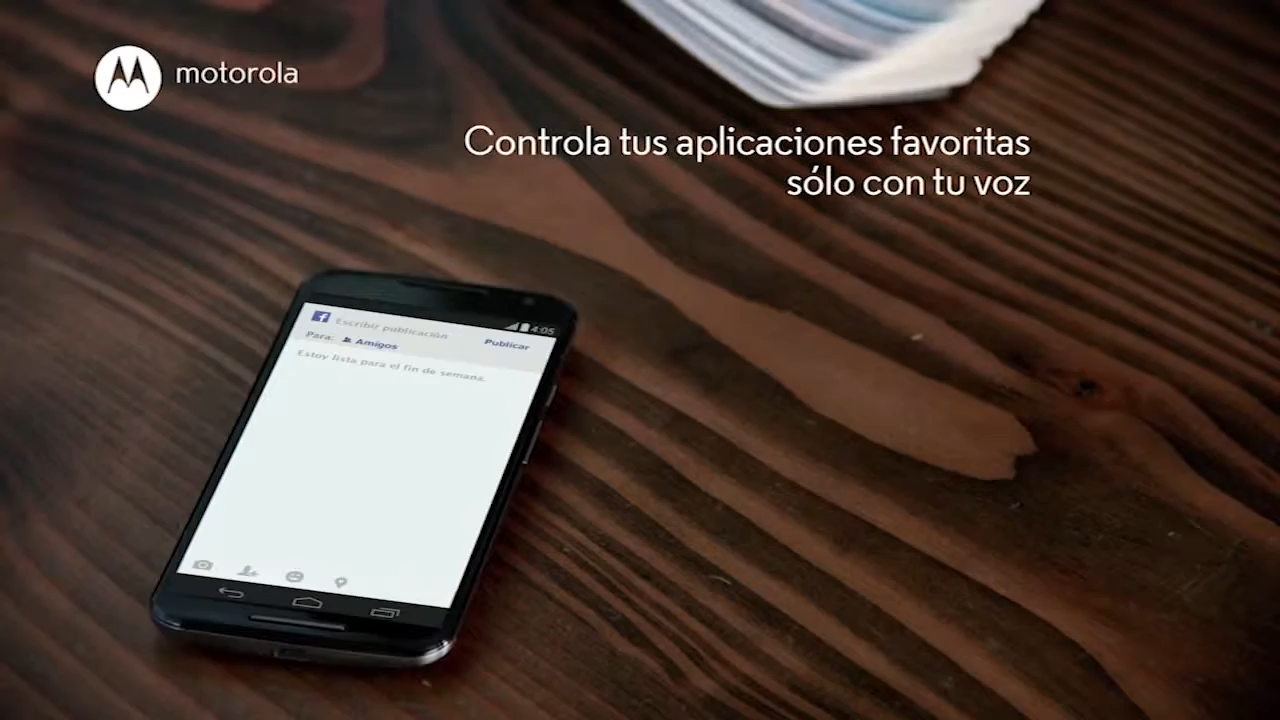 motorola
Controla tus aplicaciones favoritas
sólo con tu voz
4:05
Escribir publicación
Para: Amigos
Publicar
Estoy lista para el fin de semana.